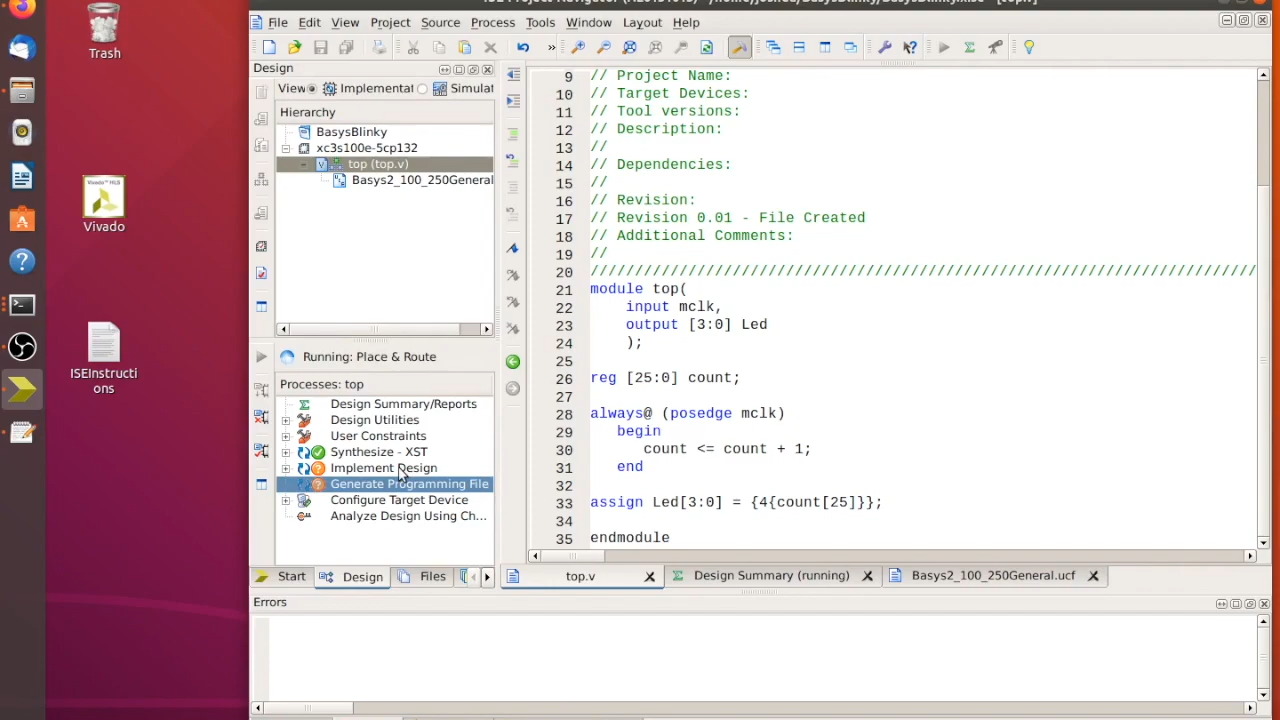 Trash
Vivado™ HLS
Vivado
ISEInstructi
ons
File Edit View Project Source Process Tools Window Layout Help
Design
View Implementat Simulat
Hierarchy
BasysBlinky
xc3s100e-5cp132
top (top.v)
Basys2_100_250General
Running: Place & Route
Processes: top
Design Summary/Reports
Design Utilities
User Constraints
Synthesize - XST
Implement Design
Generate Programming File
Configure Target Device
Analyze Design Using Ch...
Start Design Files
9 // Project Name:
10 // Target Devices:
11 // Tool versions:
12 // Description:
13 //
14 // Dependencies:
15 //
16 // Revision:
17 // Revision 0.01 - File Created
18 // Additional Comments:
19 //
20 ////////////////////////////////////////////////////////////////////////////
21 module top(
22 input mclk,
23 output [3:0] Led
24 );
25
26 reg [25:0] count;
27
28 always@ (posedge mclk)
29 begin
30 count <= count + 1;
31 end
32
33 assign Led[3:0] = {4{count[25]}};
34
35 endmodule
top.v Design Summary (running) Basys2_100_250General.ucf
Errors